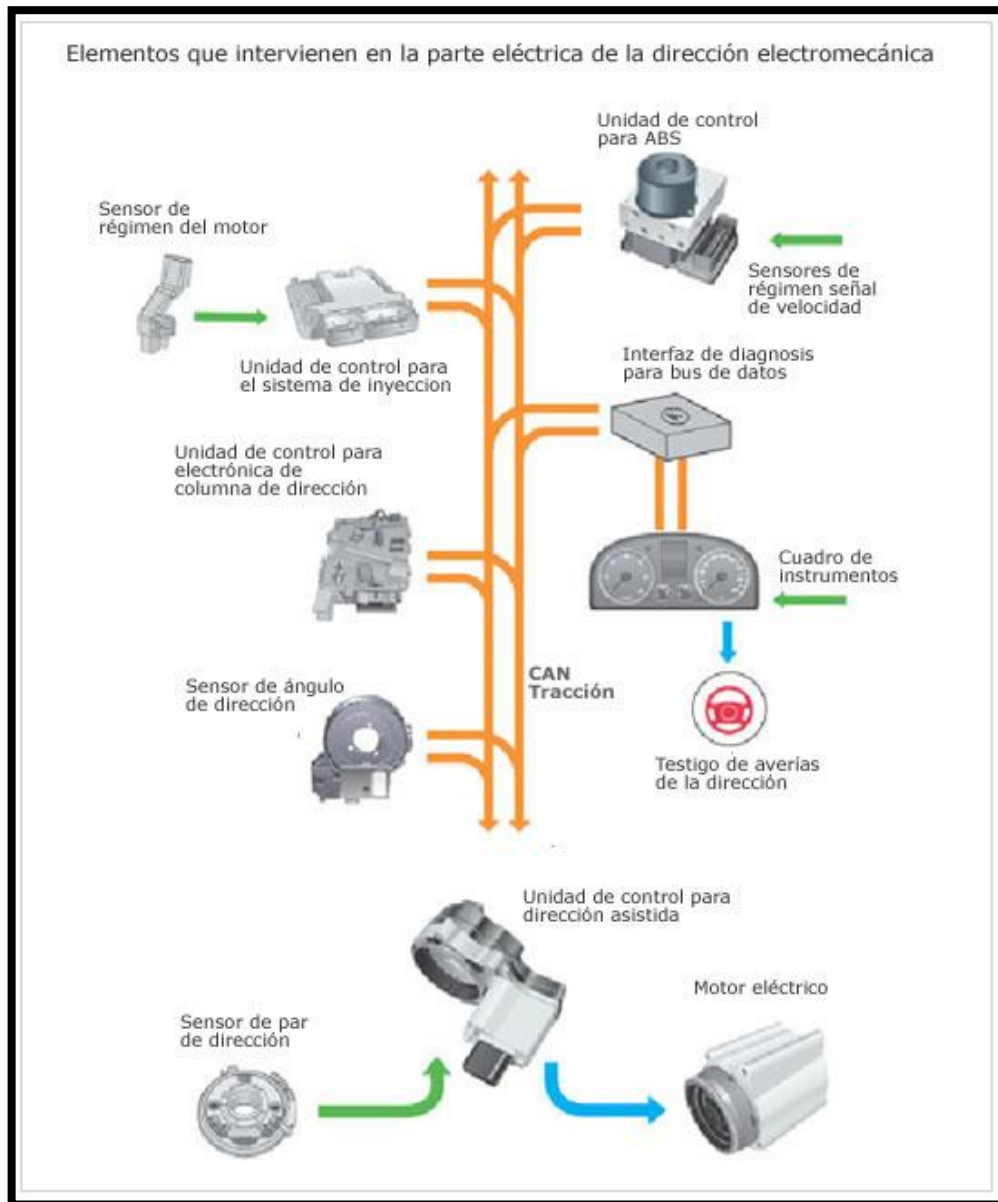 Elementos que intervienen en la parte eléctrica de la dirección electromecánica
Unidad de control
para ABS
Sensor de
régimen del motor
Sensores de
régimen señal
de velocidad
Unidad de control para
el sistema de inyeccion
Interfaz de diagnosis
para bus de datos
Unidad de control para
electrónica de
columna de dirección
Cuadro de
instrumentos
CAN
Tracción
Sensor de ángulo
de dirección
Testigo de averías
de la dirección
Unidad de control para
dirección asistida
Motor eléctrico
Sensor de par
de dirección